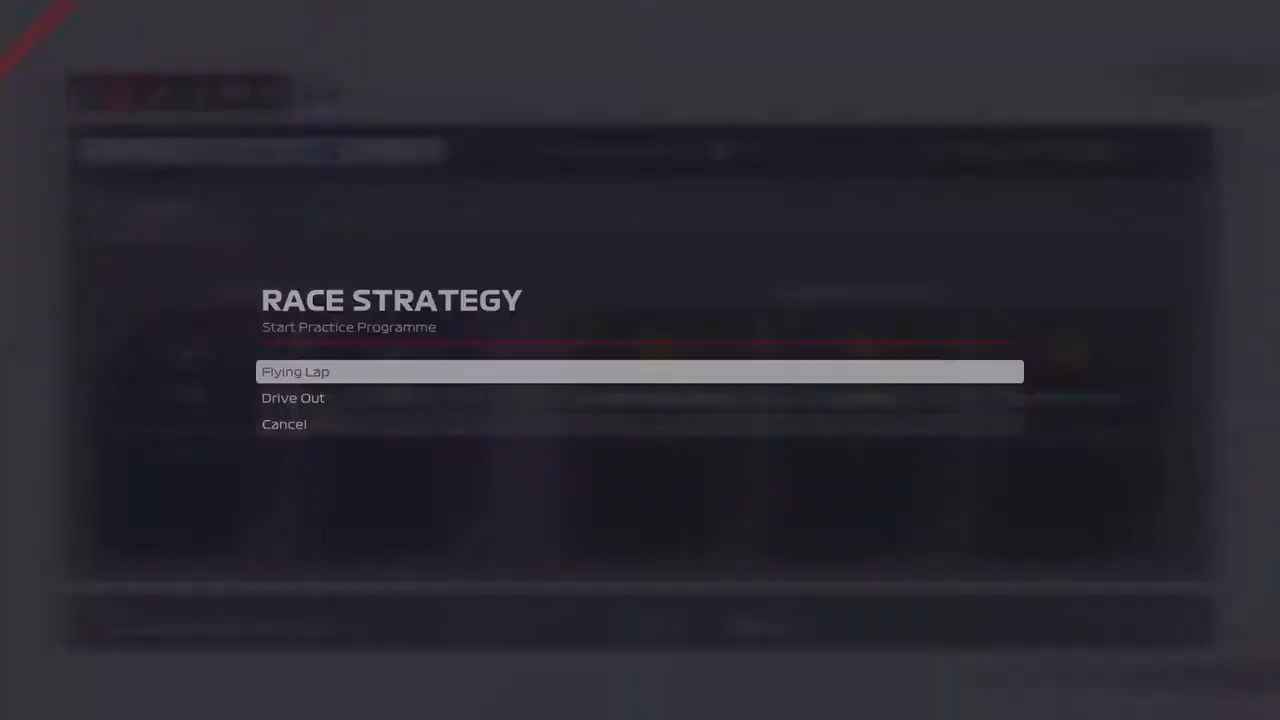 RACE STRATEGY
Start Practice Programme
Flying Lap
Drive Out
Cancel